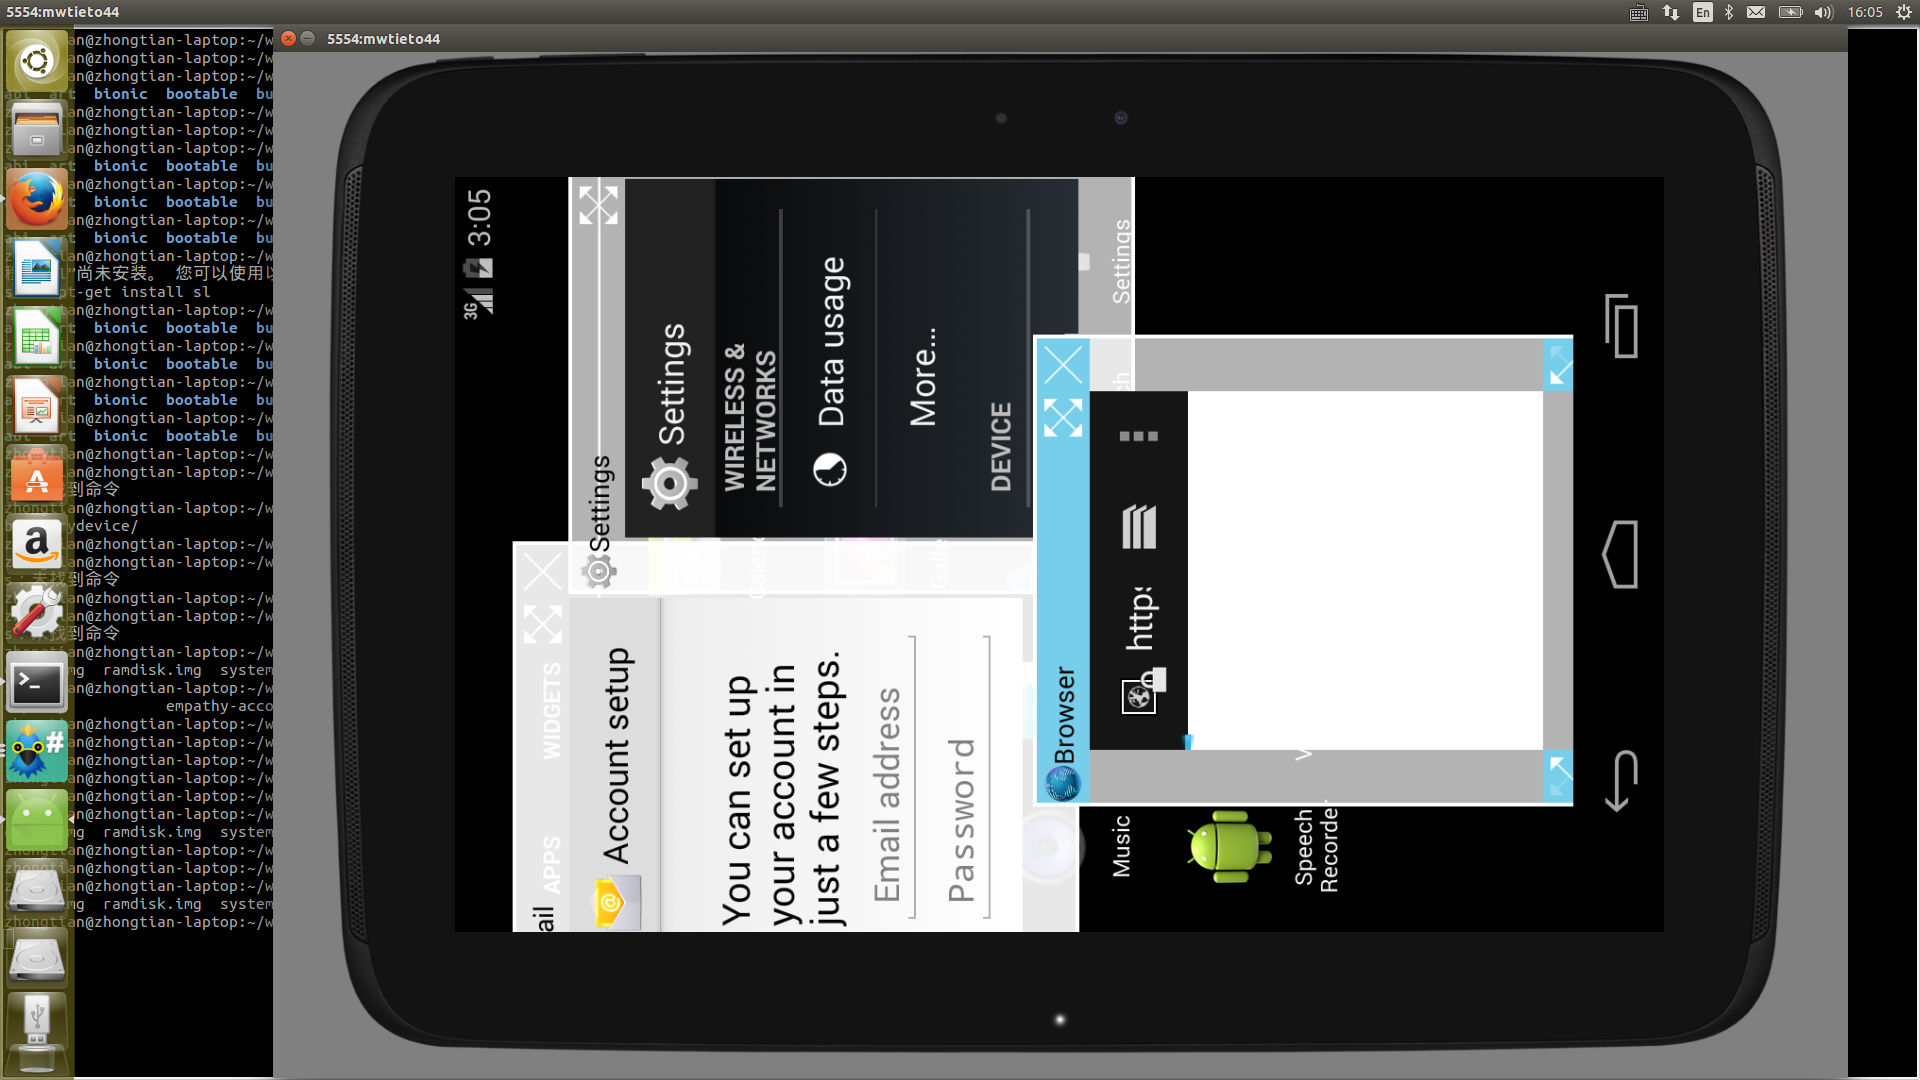 5554:mwtieto44
En
16:05
5554:mwtieto44
an@zhongtian-laptop:~/w
an@zhongtian-laptop:~/w
an@zhongtian-laptop:~/w
bionic bootable bu
an@zhongtian-laptop:~/w
an@zhongtian-laptop:~/w
an@zhongtian-laptop:~/w
bionic bootable bu
an@zhongtian-laptop:~/w
bionic bootable bu
an@zhongtian-laptop:~/w
bionic bootable bu
an@zhongtian-laptop:~/w
尚未安装。 您可以使用以
t-get install sl
an@zhongtian-laptop:~/w
bionic bootable bu
an@zhongtian-laptop:~/w
bionic bootable bu
an@zhongtian-laptop:~/w
bionic bootable bu
an@zhongtian-laptop:~/w
bionic bootable bu
an@zhongtian-laptop:~/w
an@zhongtian-laptop:~/w
到命令
an@zhongtian-laptop:~/w
ydevice/
an@zhongtian-laptop:~/w
an@zhongtian-laptop:~/w
未找到命令
an@zhongtian-laptop:~/w
an@zhongtian-laptop:~/w
找到命令
an@zhongtian-laptop:~/w
ramdisk.img system
an@zhongtian-laptop:~/w
empathy-acco
an@zhongtian-laptop:~/w
an@zhongtian-laptop:~/w
an@zhongtian-laptop:~/w
an@zhongtian-laptop:~/w
an@zhongtian-laptop:~/w
an@zhongtian-laptop:~/w
ramdisk.img system
an@zhongtian-laptop:~/w
an@zhongtian-laptop:~/w
an@zhongtian-laptop:~/w
ramdisk.img system
zhongtian@zhongtian-laptop:~/w
3G
3:05
Settings
Settings
WIRELESS &
NETWORKS
Data usage
More...
DEVICE
Settings
ail
APPS
WIDGETS
Account setup
You can set up
your account in
just a few steps.
Email address
Password
Browser
https
Music
Speech
Recorder